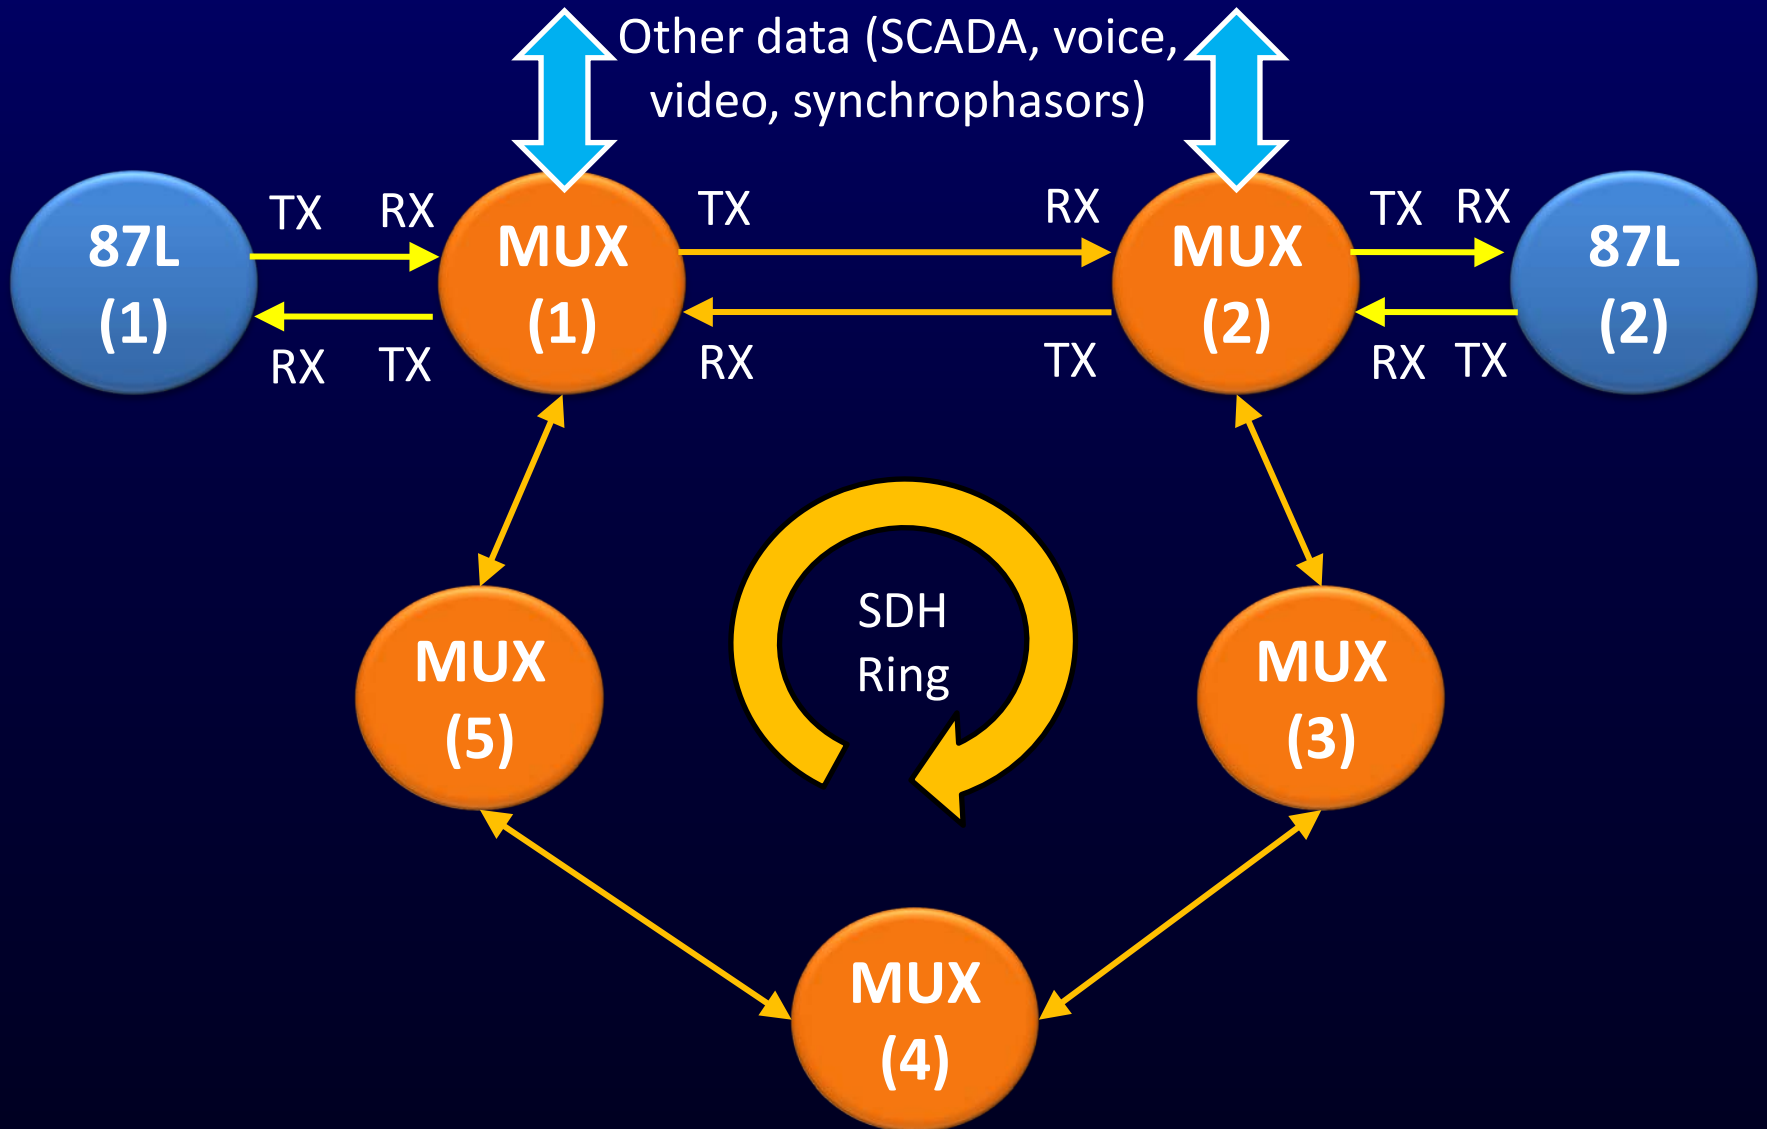 Other data (SCADA, voice,
video, synchrophasors)
TX RX TX RX TX RX
87L
(1)
MUX
(1)
MUX
(2)
87L
(2)
RX TX RX TX RX TX
SDH
Ring
MUX
(5)
MUX
(3)
MUX
(4)